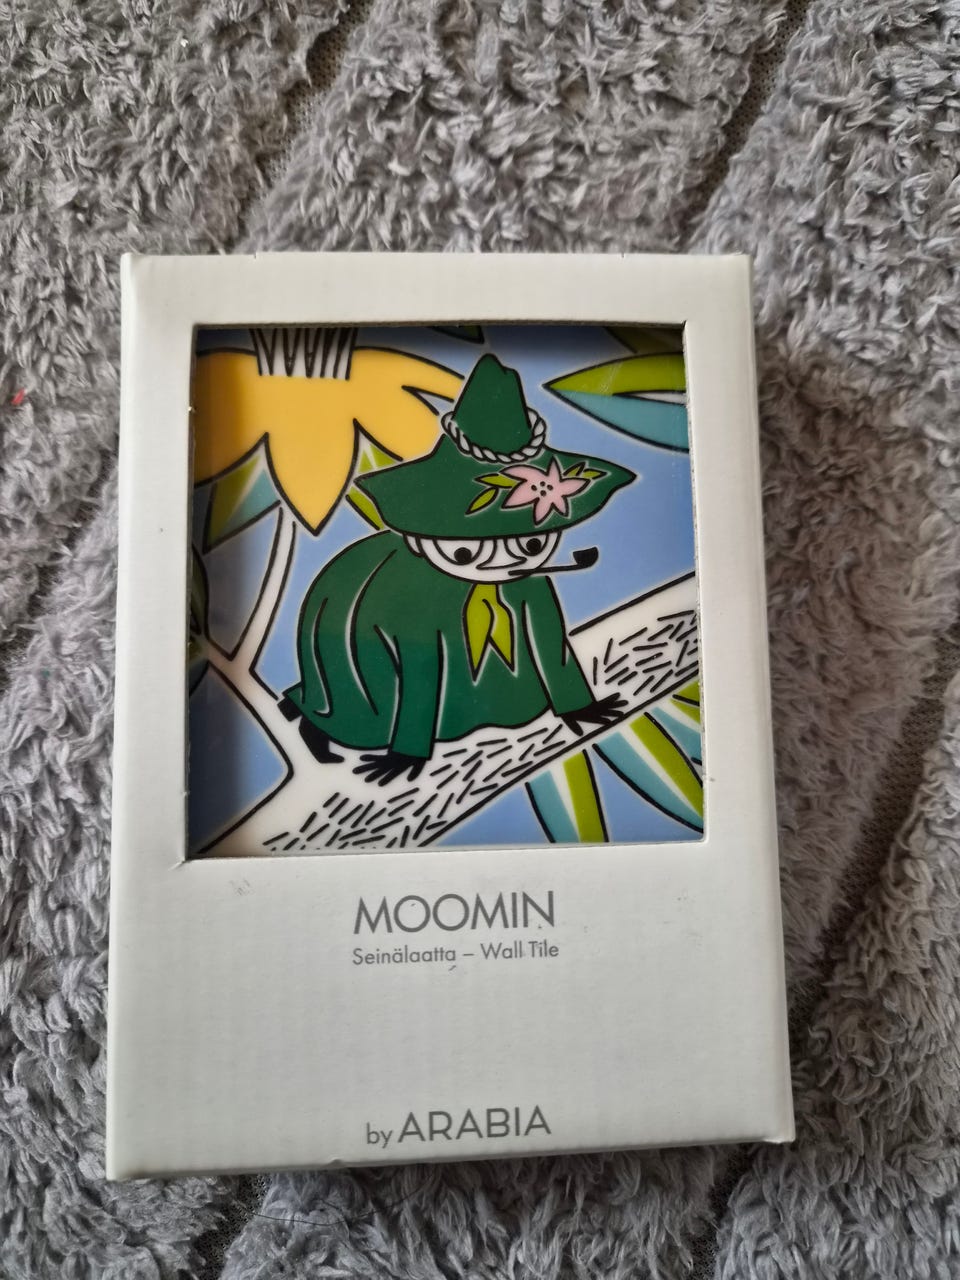 MOOMIN
Seinälaatta – Wall Tile
by ARABIA